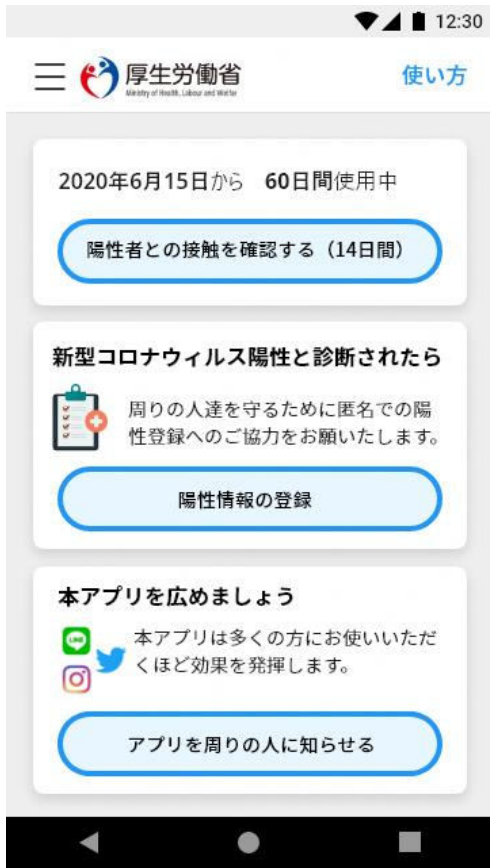 12:30
厚生労働省
Ministry of Health, Labour and Welfare
使い方
2020年6月15日から 60日間使用中
陽性者との接触を確認する（14日間）
新型コロナウィルス陽性と診断されたら
周りの人達を守るために匿名での陽
性登録へのご協力をお願いいたします。
陽性情報の登録
本アプリを広めましょう
LINE
本アプリは多くの方にお使いいただ
くほど効果を発揮します。
アプリを周りの人に知らせる